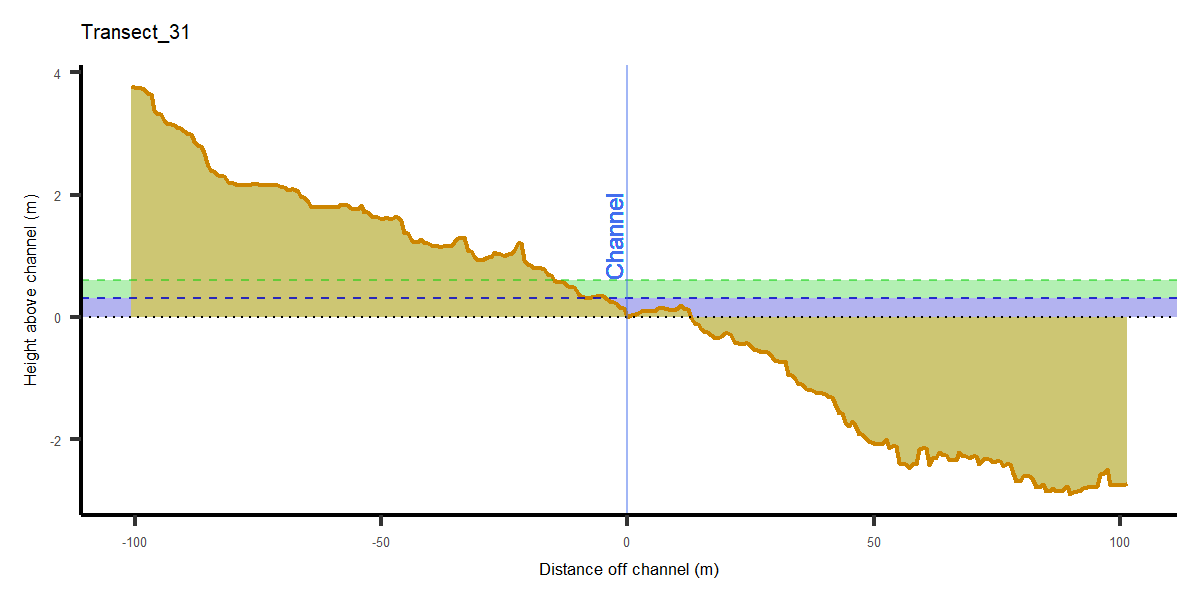 Transect_31
4
2
0
-2
Height above channel (m)
Channel
-100
-50
0
50
100
Distance off channel (m)